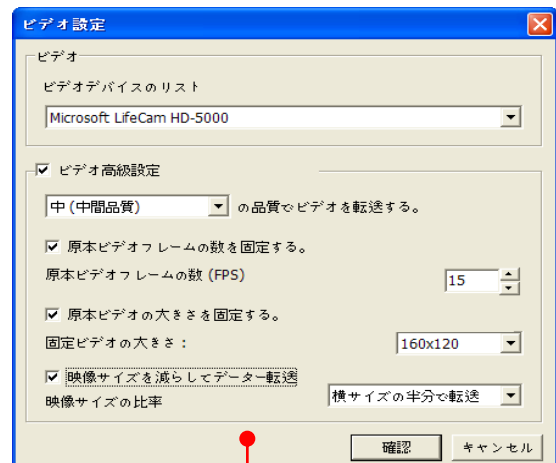 ビデオ設定
ビデオ
ビデオデバイスのリスト
Microsoft LifeCam HD-5000
ビデオ高級設定
中(中間品質) の品質でビデオを転送する。
原本ビデオフレームの数を固定する。
原本ビデオフレームの数 (FPS) 15
原本ビデオの大きさを固定する。
固定ビデオの大きさ: 160x120
映像サイズを減らしてデーター転送
映像サイズの比率 横サイズの半分で転送
確認 キャンセル